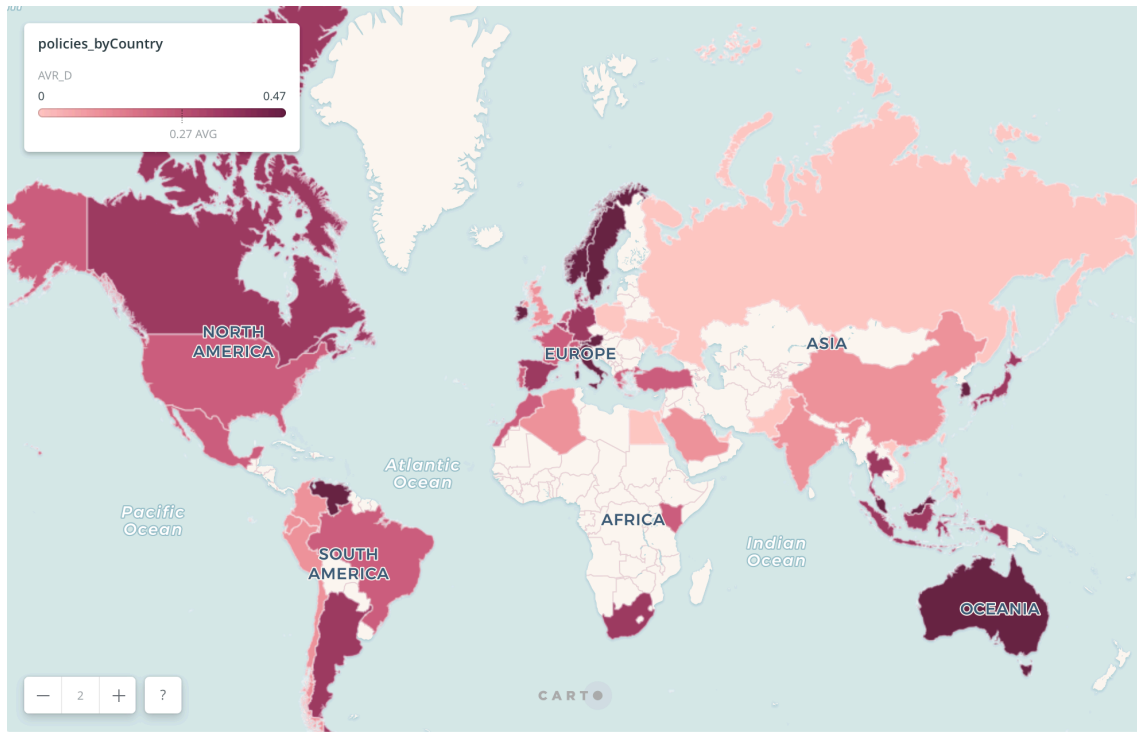 policies_byCountry
AVR_D
0 0.47
0.27 AVG
NORTH
AMERICA
EUROPE
ASIA
Atlantic
Ocean
Pacific
Ocean
AFRICA
SOUTH
AMERICA
Indian
Ocean
OCEANIA
− 2 + ?
CARTO